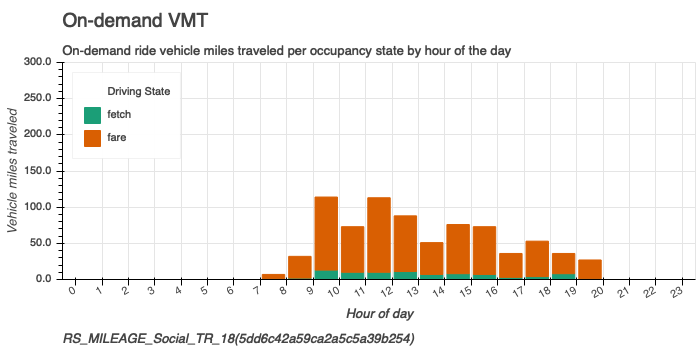 On-demand VMT
On-demand ride vehicle miles traveled per occupancy state by hour of the day
300.0
250.0
200.0
150.0
100.0
50.0
0.0
Vehicle miles traveled
Driving State
fetch
fare
0 1 2 3 4 5 6 7 8 9 10 11 12 13 14 15 16 17 18 19 20 21 22 23
Hour of day
RS_MILEAGE_Social_TR_18(5dd6c42a59ca2a5c5a39b254)